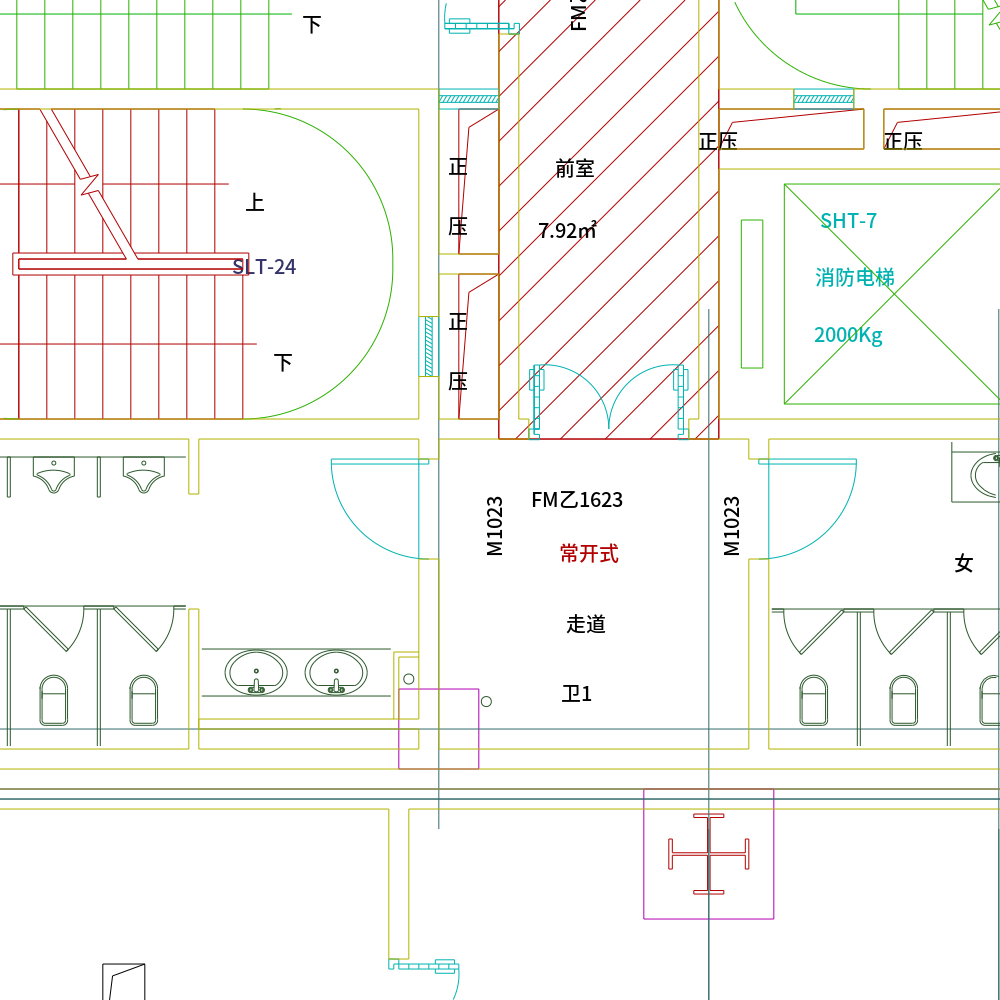 下
正压
正压
正
压
前室
7.92㎡
上
SLT-24
SHT-7
消防电梯
2000Kg
正
压
下
M1023
FM乙1623
M1023
常开式
女
走道
卫1